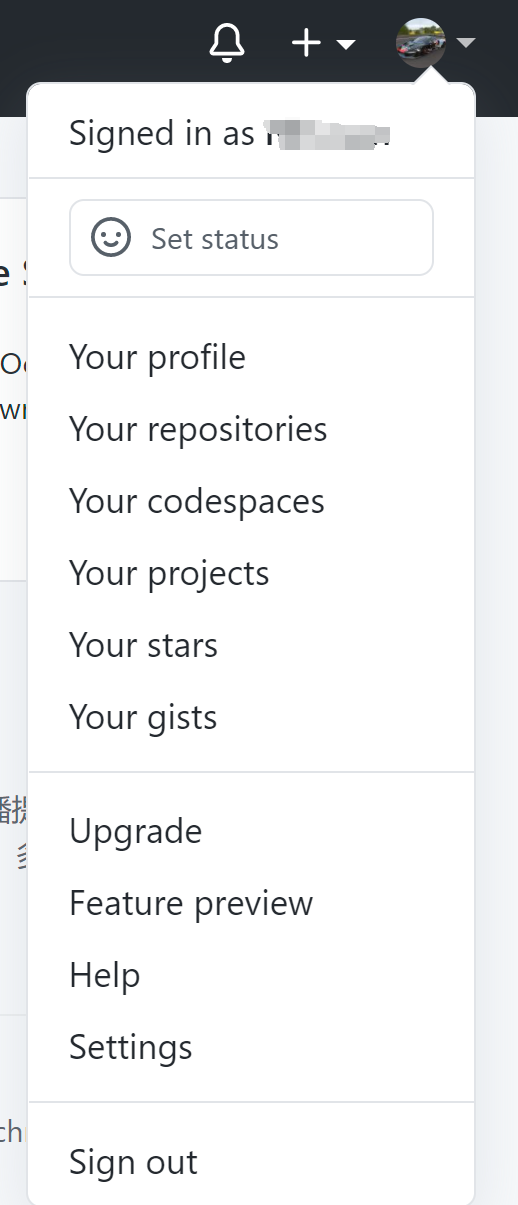 Signed in as
Set status
Your profile
Your repositories
Your codespaces
Your projects
Your stars
Your gists
Upgrade
Feature preview
Help
Settings
Sign out